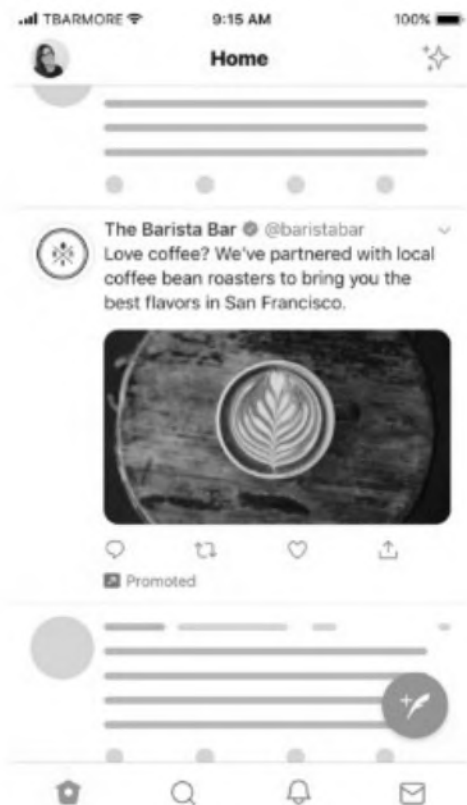 TBARMORE 9:15 AM 100%
Home
The Barista Bar @baristabar
Love coffee? We've partnered with local
coffee bean roasters to bring you the
best flavors in San Francisco.
Promoted